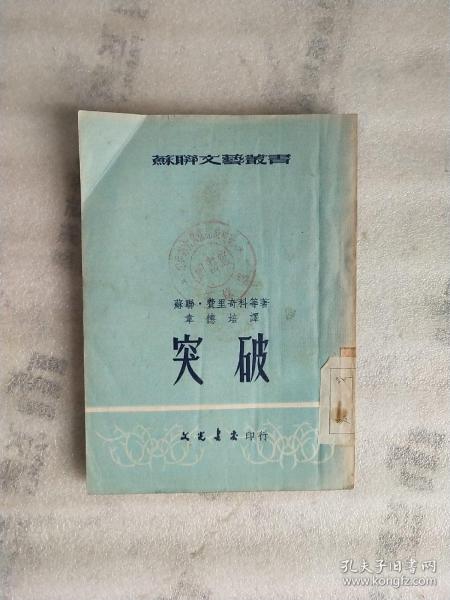 蘇聯文藝叢書
蘇聯·費里奇科等著
韋德培譯
突破
文光書店印行
孔夫子旧书网
www.kongfz.com